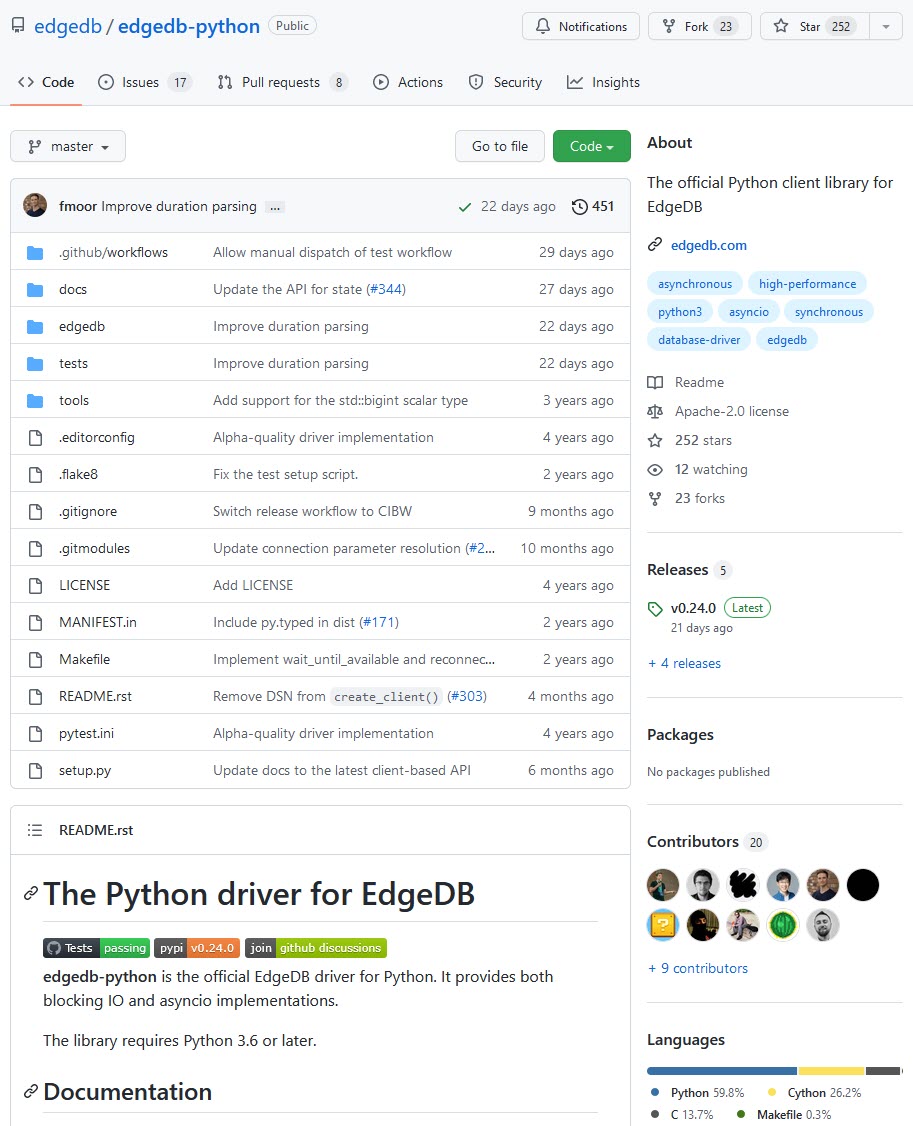 edgedb / edgedb-python Public
Notifications Fork 23 Star 252
Code Issues 17 Pull requests 8 Actions Security Insights
master Go to file Code
fmoor Improve duration parsing ... 22 days ago 451
.github/workflows Allow manual dispatch of test workflow 29 days ago
docs Update the API for state (#344) 27 days ago
edgedb Improve duration parsing 22 days ago
tests Improve duration parsing 22 days ago
tools Add support for the std::bigint scalar type 3 years ago
.editorconfig Alpha-quality driver implementation 4 years ago
.flake8 Fix the test setup script. 2 years ago
.gitignore Switch release workflow to CIBW 9 months ago
.gitmodules Update connection parameter resolution (#2... 10 months ago
LICENSE Add LICENSE 4 years ago
MANIFEST.in Include py.typed in dist (#171) 2 years ago
Makefile Implement wait_until_available and reconnec... 2 years ago
README.rst Remove DSN from create_client() (#303) 4 months ago
pytest.ini Alpha-quality driver implementation 4 years ago
setup.py Update docs to the latest client-based API 6 months ago
README.rst
The Python driver for EdgeDB
Tests passing pypi v0.24.0 join github discussions
edgedb-python is the official EdgeDB driver for Python. It provides both
blocking IO and asyncio implementations.
The library requires Python 3.6 or later.
Documentation
About
The official Python client library for
EdgeDB
edgedb.com
asynchronous high-performance
python3 asyncio synchronous
database-driver edgedb
Readme
Apache-2.0 license
252 stars
12 watching
23 forks
Releases 5
v0.24.0 Latest
21 days ago
+ 4 releases
Packages
No packages published
Contributors 20
+ 9 contributors
Languages
Python 59.8% Cython 26.2%
C 13.7% Makefile 0.3%